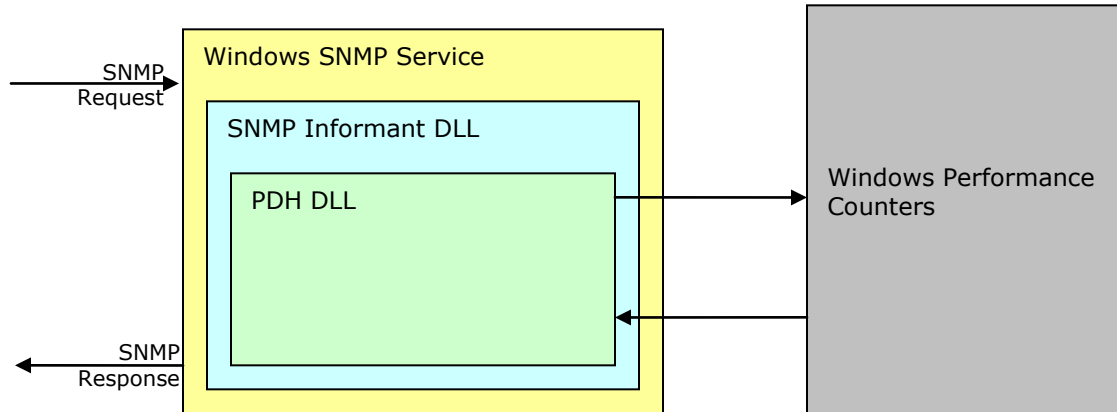 Windows SNMP Service
SNMP
Request
SNMP Informant DLL
PDH DLL
Windows Performance
Counters
SNMP
Response